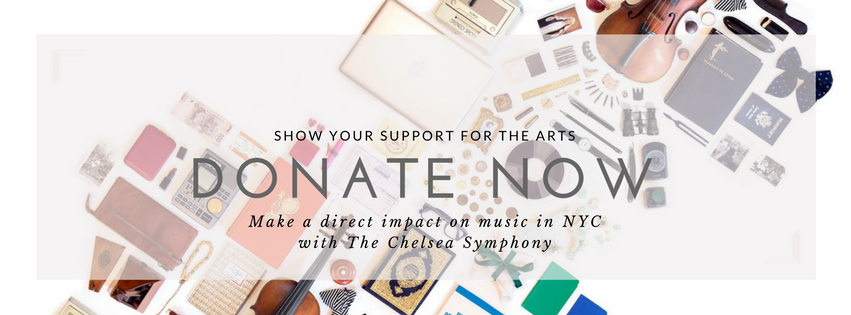 SHOW YOUR SUPPORT FOR THE ARTS
DONATE NOW
Make a direct impact on music in NYC
with The Chelsea Symphony